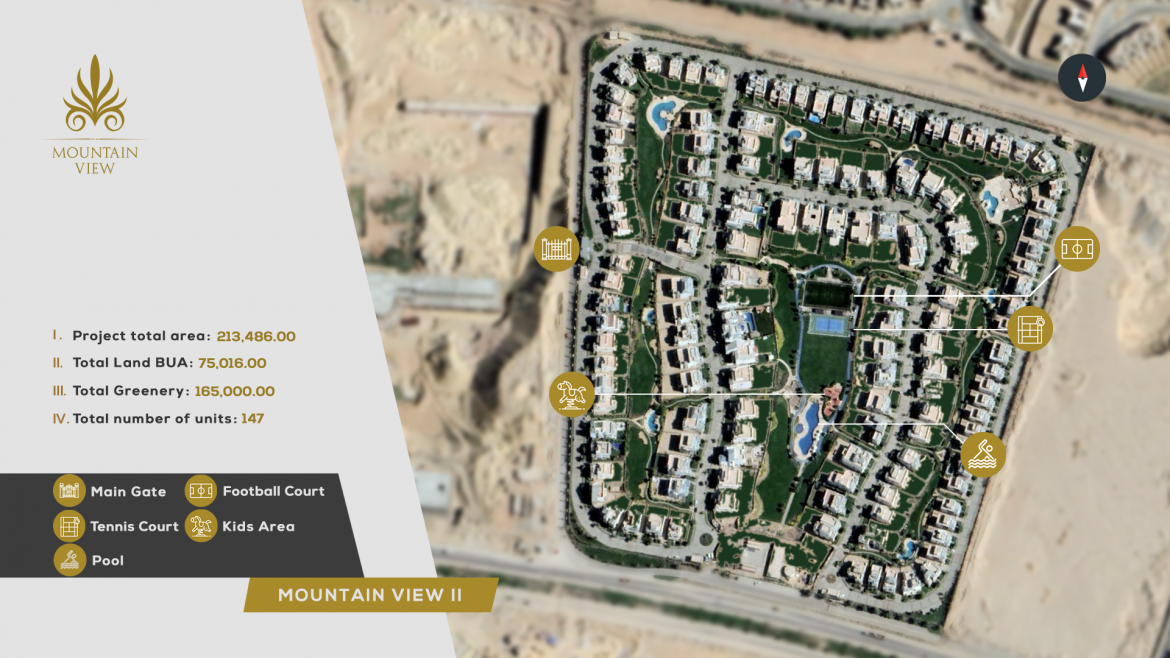 MOUNTAIN
VIEW
I. Project total area: 213,486.00
II. Total Land BUA: 75,016.00
III. Total Greenery: 165,000.00
IV. Total number of units: 147
Main Gate
Football Court
Tennis Court
Kids Area
Pool
MOUNTAIN VIEW II